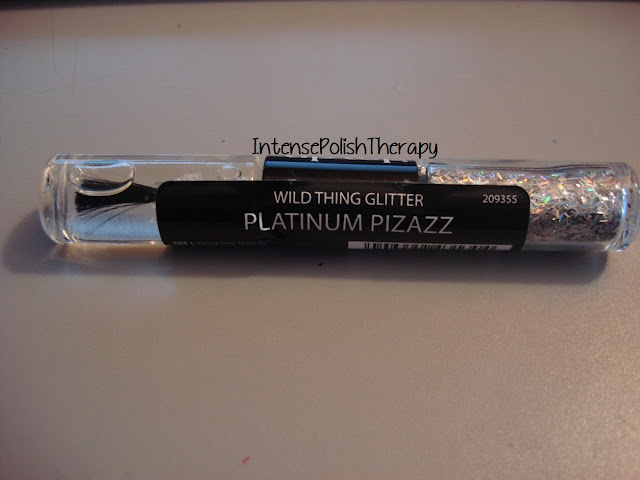 IntensePolishTherapy
WILD THING GLITTER
209355
PLATINUM PIZAZZ